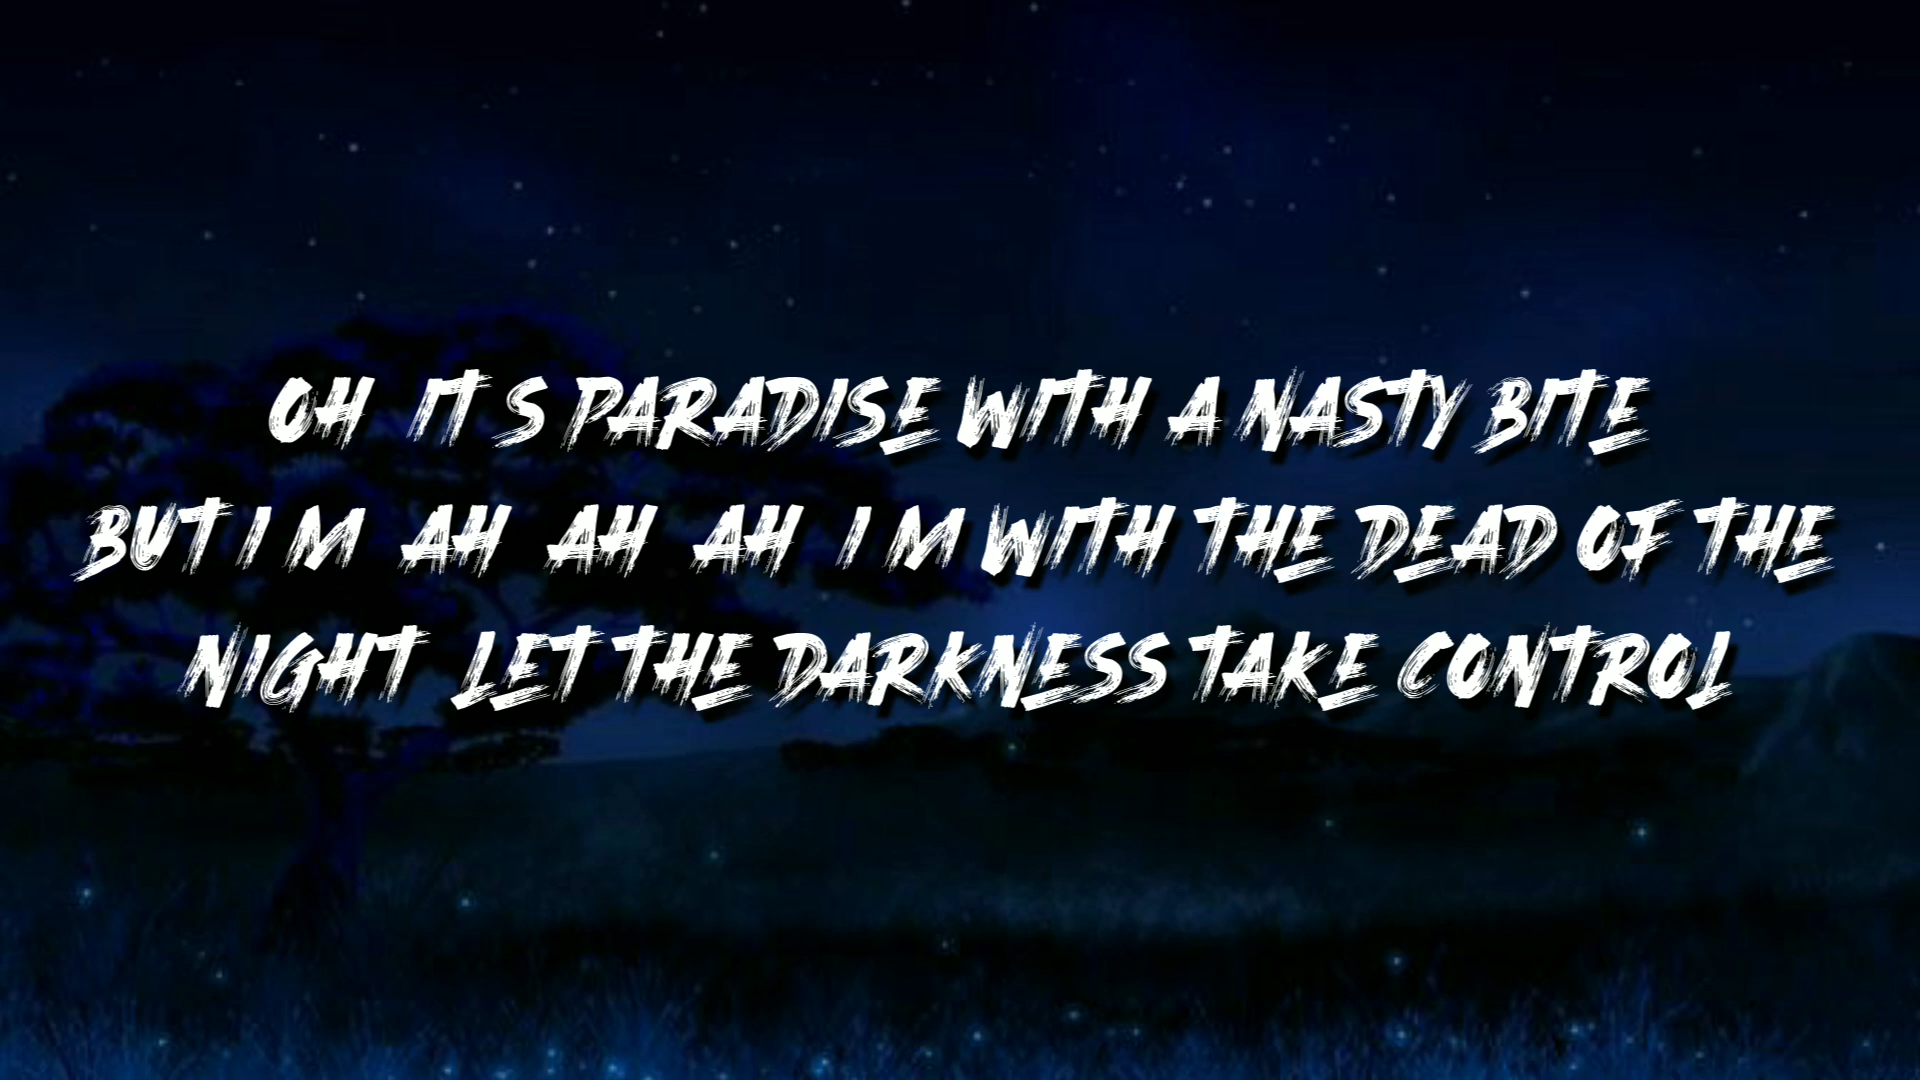 OH IT S PARADISE WITH A NASTY BITE
BUT I M AH AH AH I M WITH THE DEAD OF THE
NIGHT LET THE DARKNESS TAKE CONTROL